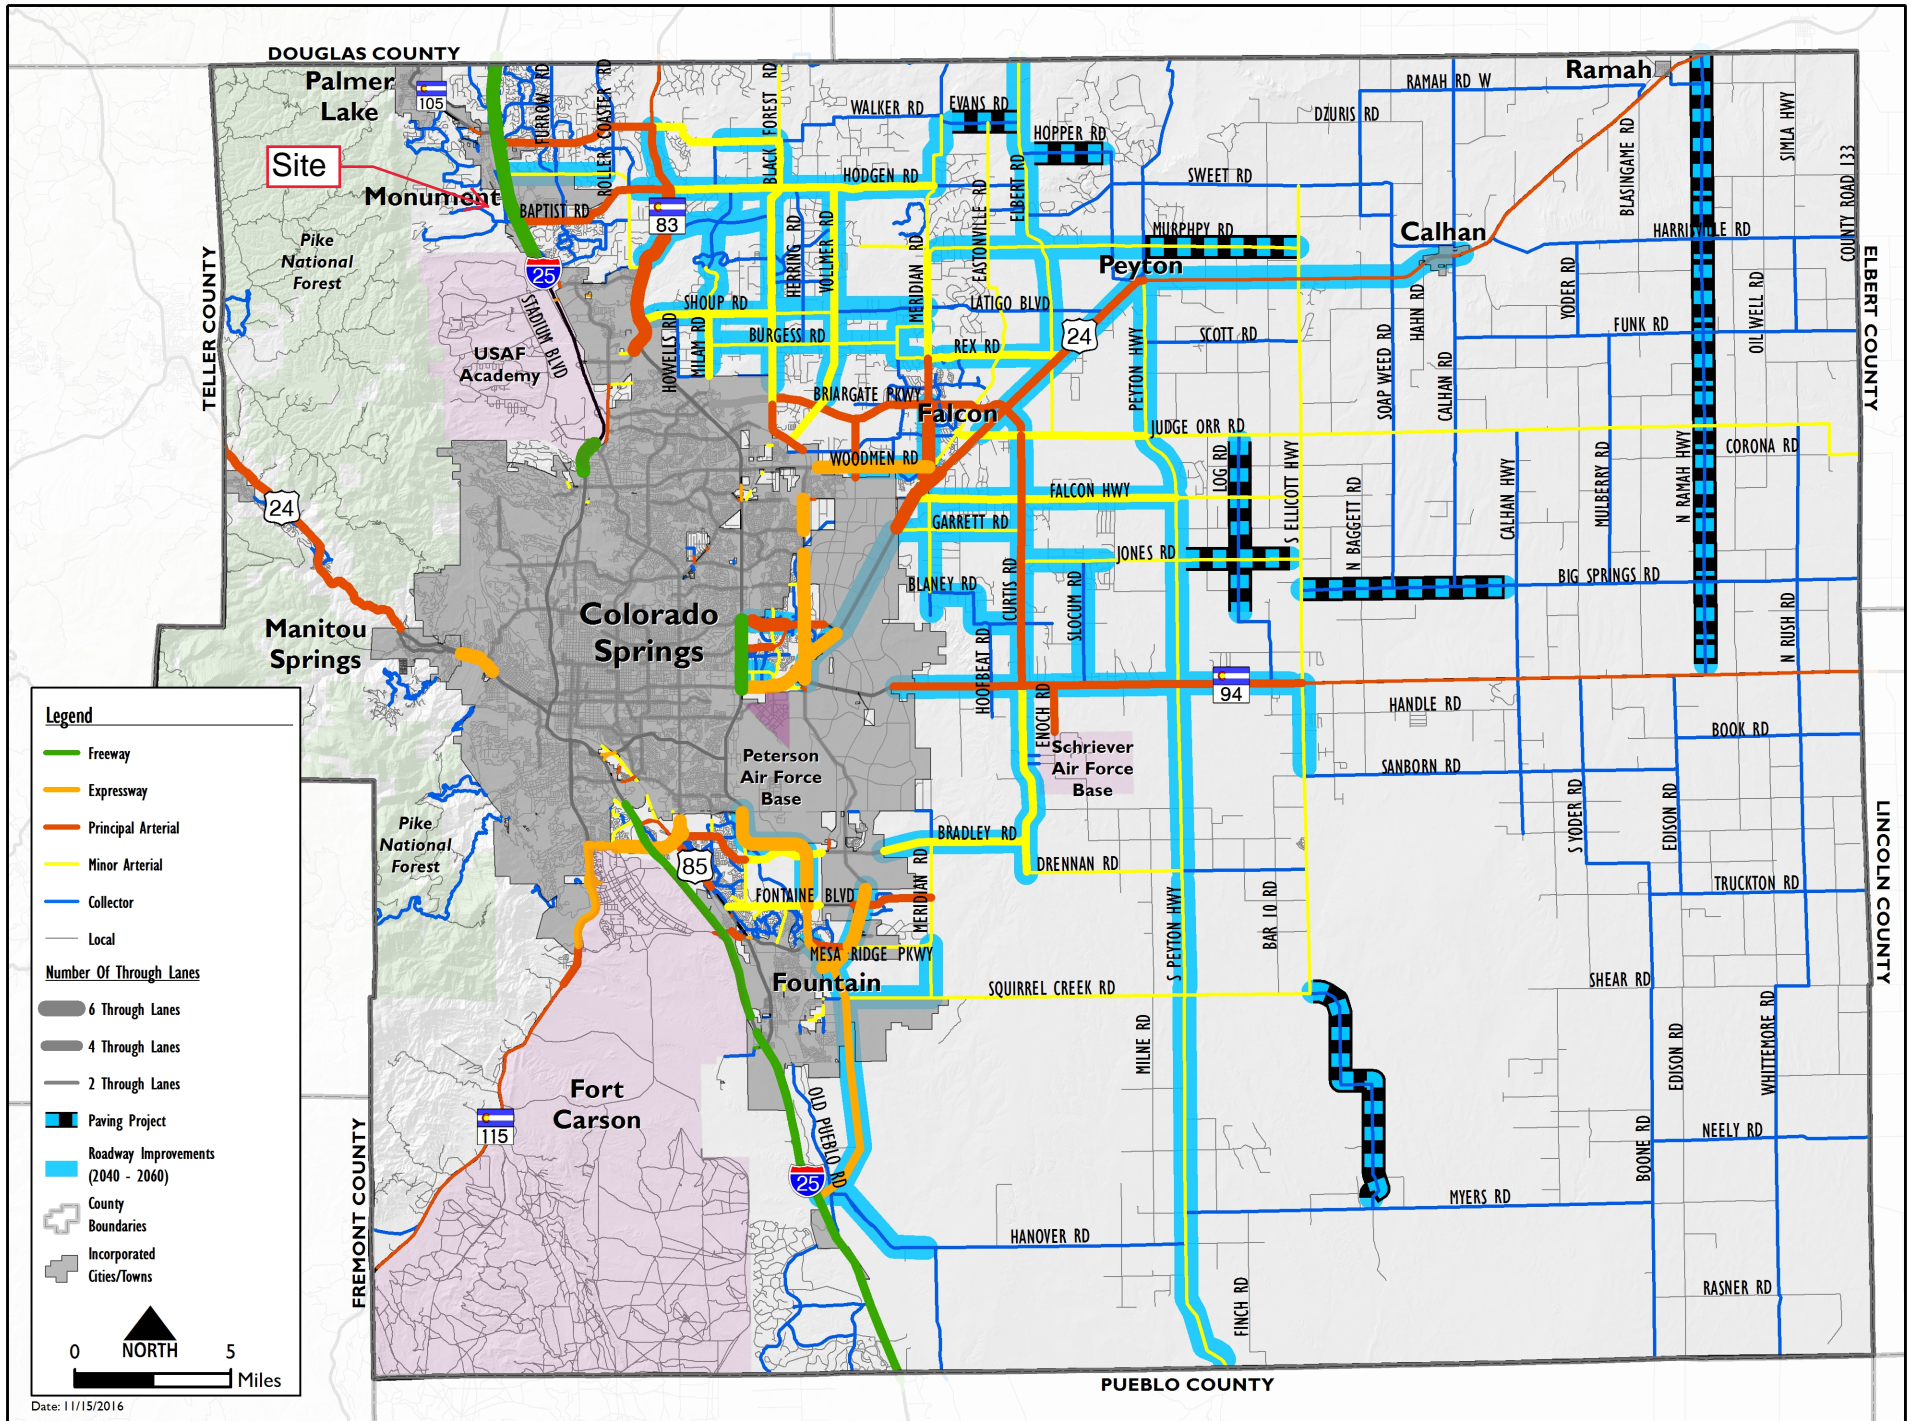 DOUGLAS COUNTY
Palmer
Lake
105
FURROW RD
ROLLER COASTER RD
BLACK FOREST RD
WALKER RD
EVANS RD
HOPPER RD
ELBERT RD
RAMAH RD W
DZURIS RD
Ramah
BLASINGAME RD
SIMLA HWY
COUNTY ROAD 133
Site
Monument
BAPTIST RD
83
HODGEN RD
EASTONVILLE RD
SWEET RD
MURPHPY RD
Calhan
HARRISVILLE RD
Pike
National
Forest
TELLER COUNTY
25
STADIUM BLVD
HERRING RD
VOLLMER RD
MERIDIAN RD
Peyton
YODER RD
OIL WELL RD
ELBERT COUNTY
SHOUP RD
LATIGO BLVD
HOWELLS RD
MILAM RD
BURGESS RD
REX RD
24
PEYTON HWY
SCOTT RD
SOAP WEED RD
HAHN RD
CALHAN RD
FUNK RD
USAF
Academy
BRIARGATE PKWY
Falcon
JUDGE ORR RD
CORONA RD
WOODMEN RD
LOG RD
S ELLICOTT HWY
N BAGGETT RD
CALHAN HWY
MULBERRY RD
N RAMAH HWY
24
FALCON HWY
GARRETT RD
JONES RD
BLANEY RD
CURTIS RD
SLOCUM RD
BIG SPRINGS RD
Colorado
Springs
Manitou
Springs
HOOFBEAT RD
N RUSH RD
94
ENOCH RD
HANDLE RD
BOOK RD
Peterson
Air Force
Base
Schriever
Air Force
Base
SANBORN RD
S YODER RD
EDISON RD
LINCOLN COUNTY
Pike
National
Forest
85
BRADLEY RD
MERIDIAN RD
DRENNAN RD
FONTAINE BLVD
S PEYTON HWY
BAR 10 RD
TRUCKTON RD
MESA RIDGE PKWY
Fountain
SQUIRREL CREEK RD
SHEAR RD
MILNE RD
EDISON RD
WHITTEMORE RD
Fort
Carson
115
OLD PUEBLO RD
25
BOONE RD
NEELY RD
MYERS RD
FREMONT COUNTY
HANOVER RD
FINCH RD
RASNER RD
PUEBLO COUNTY
Legend
Freeway
Expressway
Principal Arterial
Minor Arterial
Collector
Local
Number Of Through Lanes
6 Through Lanes
4 Through Lanes
2 Through Lanes
Paving Project
Roadway Improvements
(2040 - 2060)
County
Boundaries
Incorporated
Cities/Towns
NORTH
0 5
Miles
Date: 11/15/2016